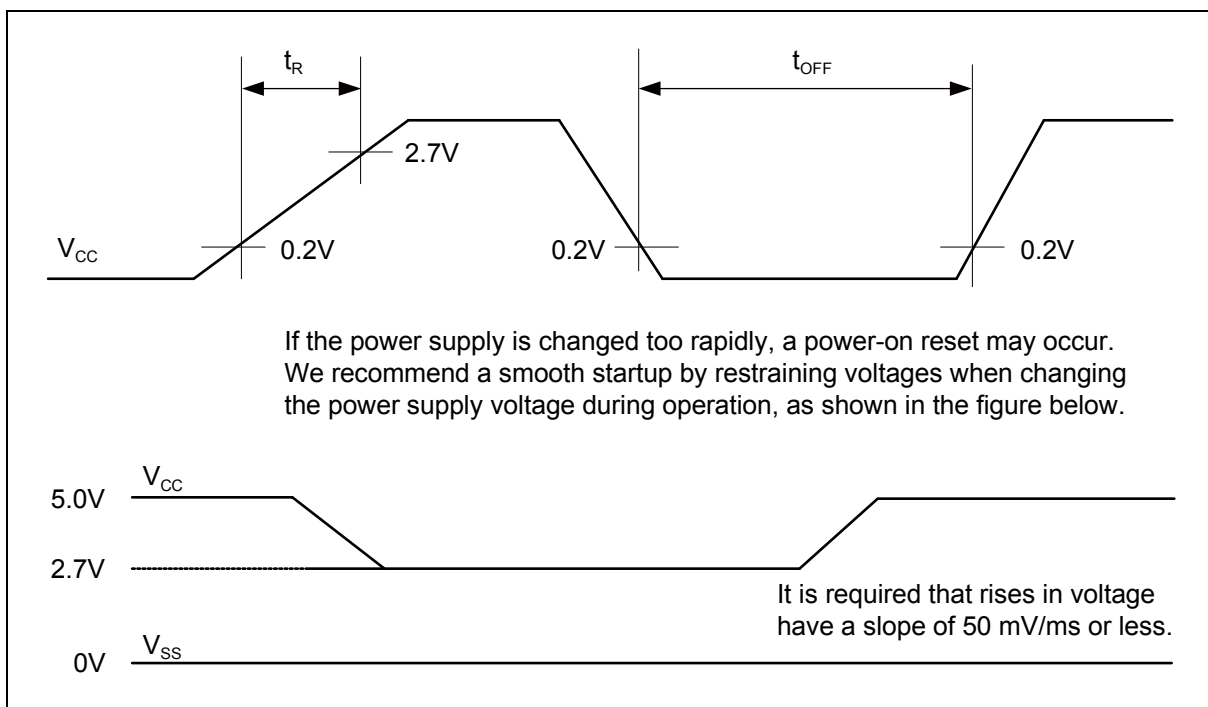 tR
tOFF
2.7V
VCC
0.2V
0.2V
0.2V
If the power supply is changed too rapidly, a power-on reset may occur.
We recommend a smooth startup by restraining voltages when changing
the power supply voltage during operation, as shown in the figure below.
VCC
5.0V
2.7V
It is required that rises in voltage
have a slope of 50 mV/ms or less.
VSS
0V